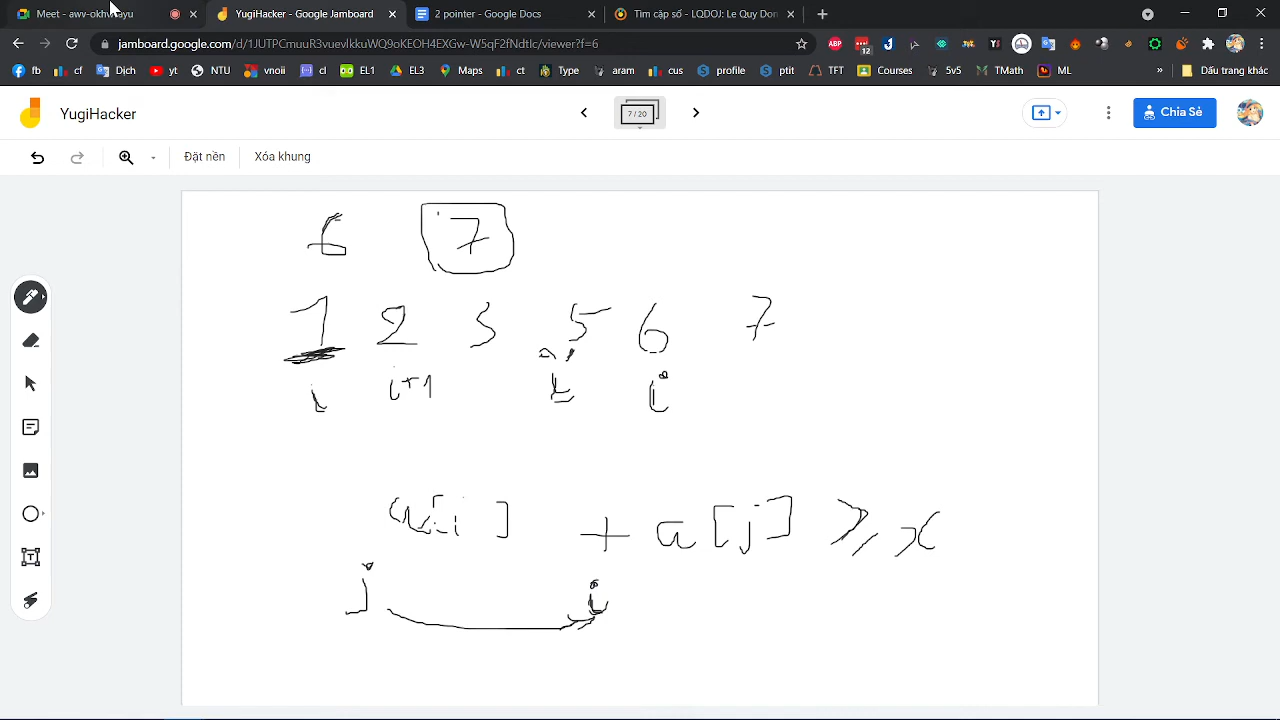 Meet - awv-okhw-ayu
YugiHacker - Google Jamboard
2 pointer - Google Docs
Tìm cặp số - LQDOJ: Le Quy Don
jamboard.google.com/d/1JUTPCmuuR3vuevlkkuWQ9oKEOH4EXGw-W5qF2fNdtIc/viewer?f=6
fb cf Dịch yt NTU vnoii cl EL1 EL3 Maps ct Type aram cus profile ptit TFT Courses 5v5 TMath ML » Dấu trang khác
YugiHacker
7 / 20
Chia Sẻ
Đặt nền
Xóa khung
6 7
1 2 3 5 6 7
i i+1 i
a[i] + a[j] ⩾ x
j i